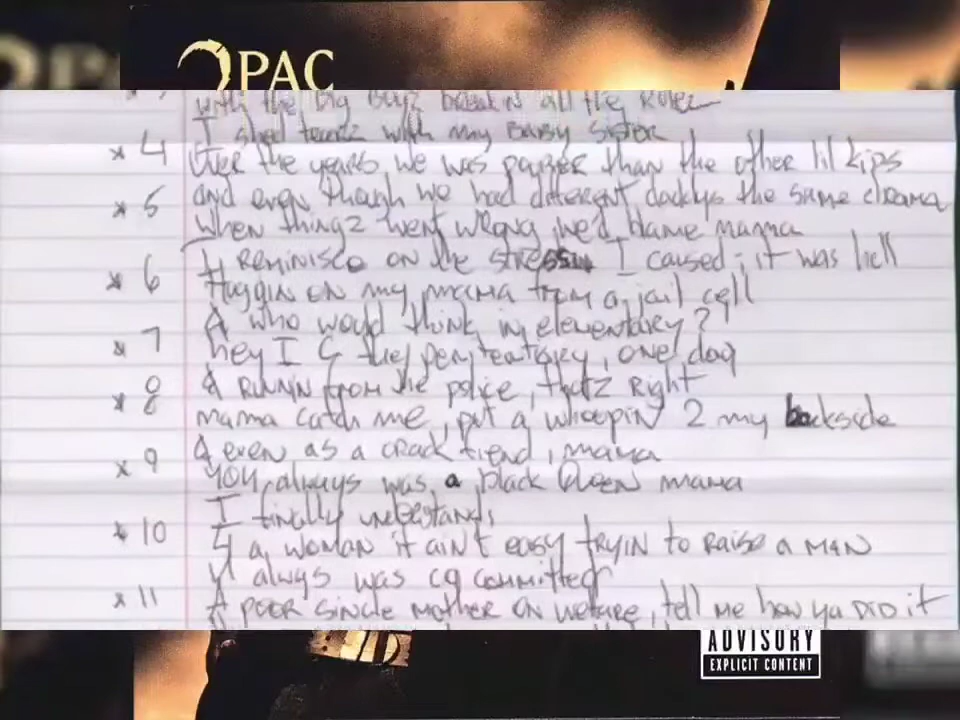 2PAC
with the Big Boyz breakin all the Rulez
I shed tearz with my Baby Sister
* 4 Over the years we was poorer than the other lil kids
and even though we had different daddys the same drama
* 5 When thingz went wrong we'd blame mama
I REMINISCE ON the stress I caused, it was hell
* 6 Huggin on my mama from a jail cell
& who would think in elementary?
* 7 hey I C the penitentiary, one day
& RUNNIN from the police, thatz Right
* 8 mama catch me, put a whoopin 2 my backside
& even as a crack fiend, mama
* 9 You always was a black Queen mama
I finally understand
* 10 4 a woman it ain't easy TRYIN to RAISE A MAN
always was committed
* 11 A POOR SINGLE MOTHER ON welfare, tell me how ya DID it
ADVISORY
EXPLICIT CONTENT